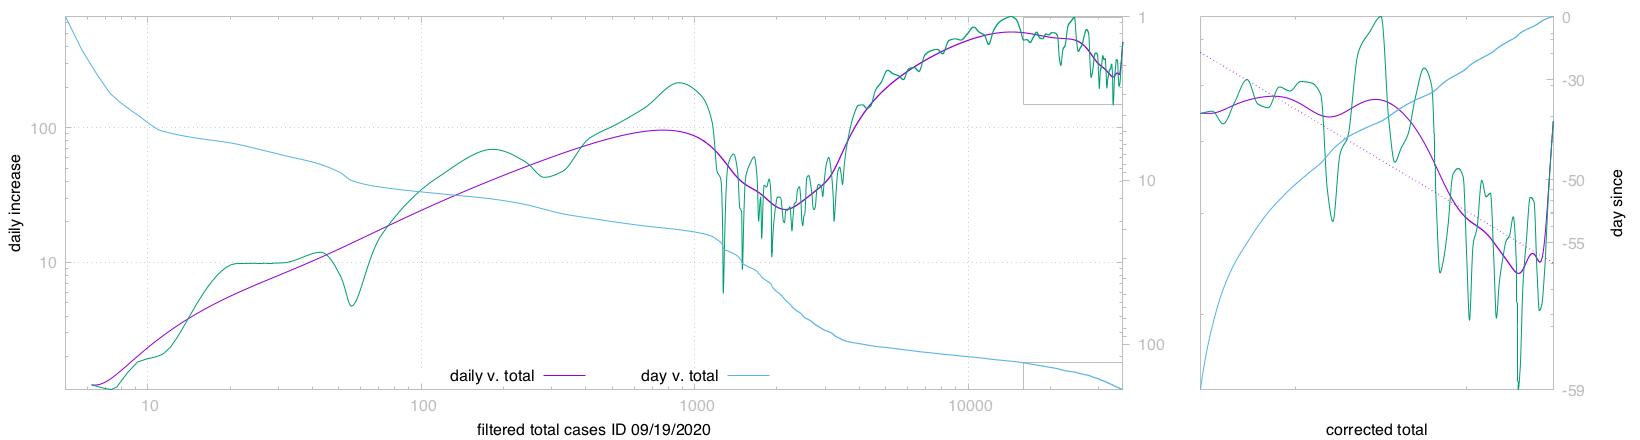 daily increase
100
10
10
100
1000
10000
filtered total cases ID 09/19/2020
daily v. total
day v. total
1
10
100
0
-30
-50
-55
-59
day since
corrected total